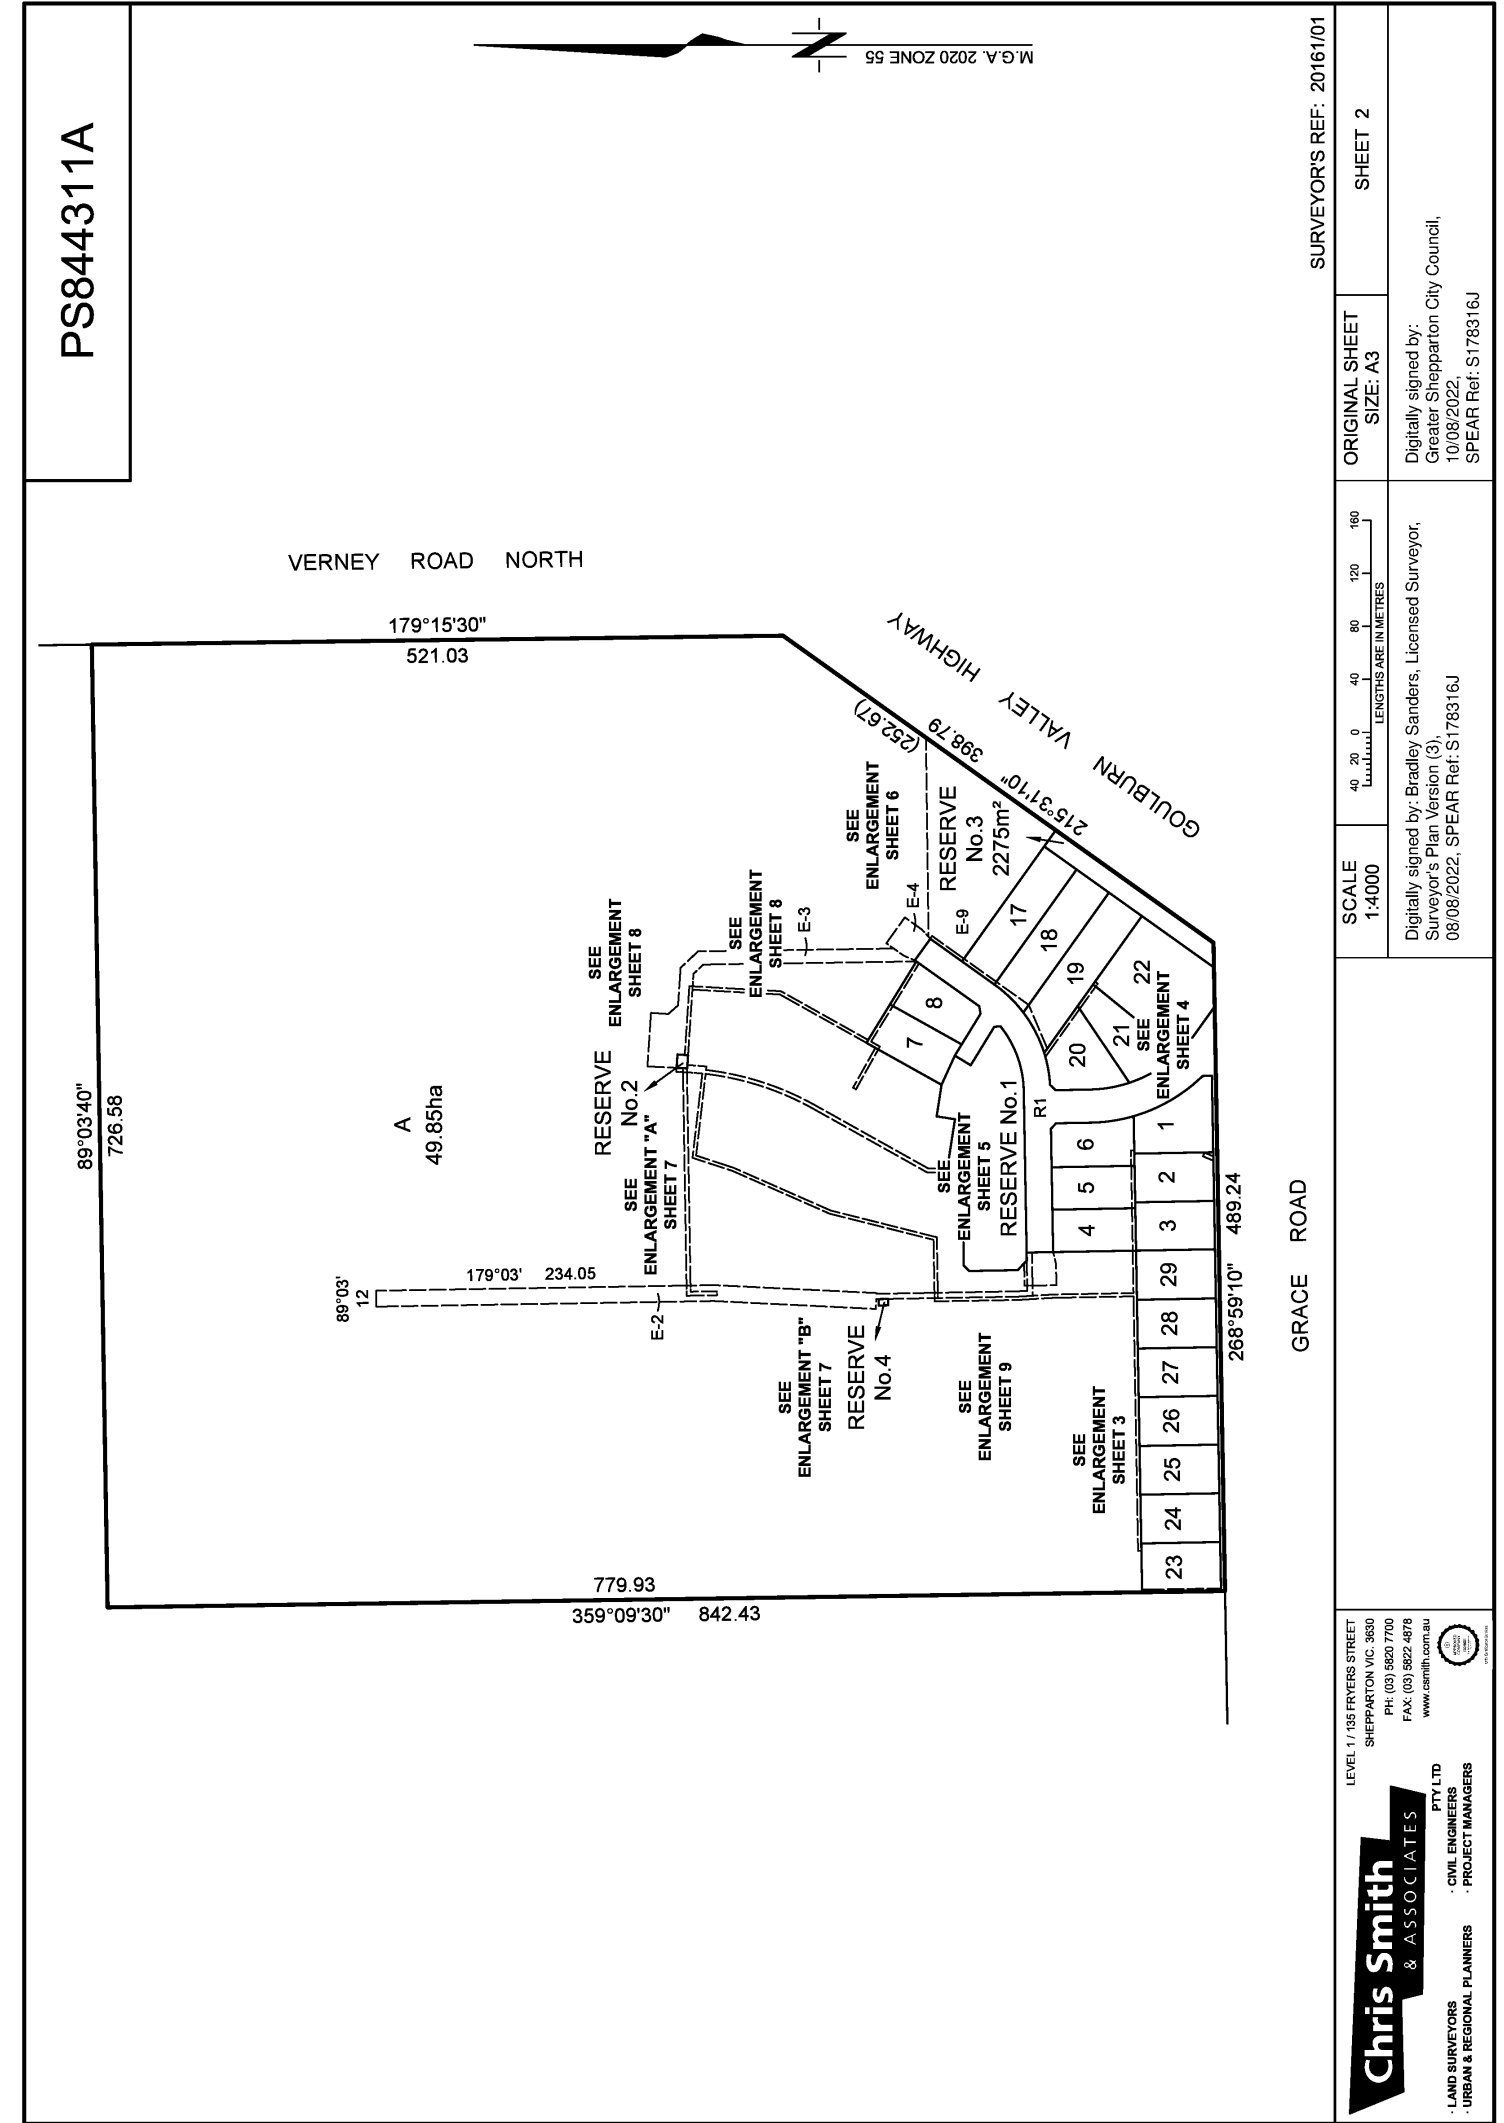 PS844311A
M.G.A. 2020 ZONE 55
VERNEY ROAD NORTH
179°15'30"
521.03
89°03'40"
726.58
A
49.85ha
GOULBURN VALLEY HIGHWAY
(252.67)
398.79
215°31'10"
SEE
ENLARGEMENT
SHEET 6
RESERVE
No.3
2275m²
SEE
ENLARGEMENT
SHEET 8
SEE
ENLARGEMENT
SHEET 8
E-3
E-4
E-9
RESERVE
No.2
SEE
ENLARGEMENT "A"
SHEET 7
179°03' 234.05
89°03'
12
E-2
SEE
ENLARGEMENT "B"
SHEET 7
RESERVE
No.4
SEE
ENLARGEMENT
SHEET 9
SEE
ENLARGEMENT
SHEET 5
RESERVE No.1
R1
SEE
ENLARGEMENT
SHEET 4
SEE
ENLARGEMENT
SHEET 3
17
18
19
22
21
20
8
7
6
5
4
1
2
3
29
28
27
26
25
24
23
779.93
359°09'30" 842.43
268°59'10" 489.24
GRACE ROAD
SURVEYOR'S REF: 20161/01
Chris Smith
& ASSOCIATES
PTY LTD
LEVEL 1 / 135 FRYERS STREET
SHEPPARTON VIC. 3630
PH: (03) 5820 7700
FAX: (03) 5822 4878
www.csmith.com.au
· LAND SURVEYORS
· CIVIL ENGINEERS
· URBAN & REGIONAL PLANNERS
· PROJECT MANAGERS
SCALE
1:4000
40 20 0 40 80 120 160
LENGTHS ARE IN METRES
ORIGINAL SHEET
SIZE: A3
SHEET 2
Digitally signed by: Bradley Sanders, Licensed Surveyor,
Surveyor's Plan Version (3),
08/08/2022, SPEAR Ref: S178316J
Digitally signed by:
Greater Shepparton City Council,
10/08/2022,
SPEAR Ref: S178316J